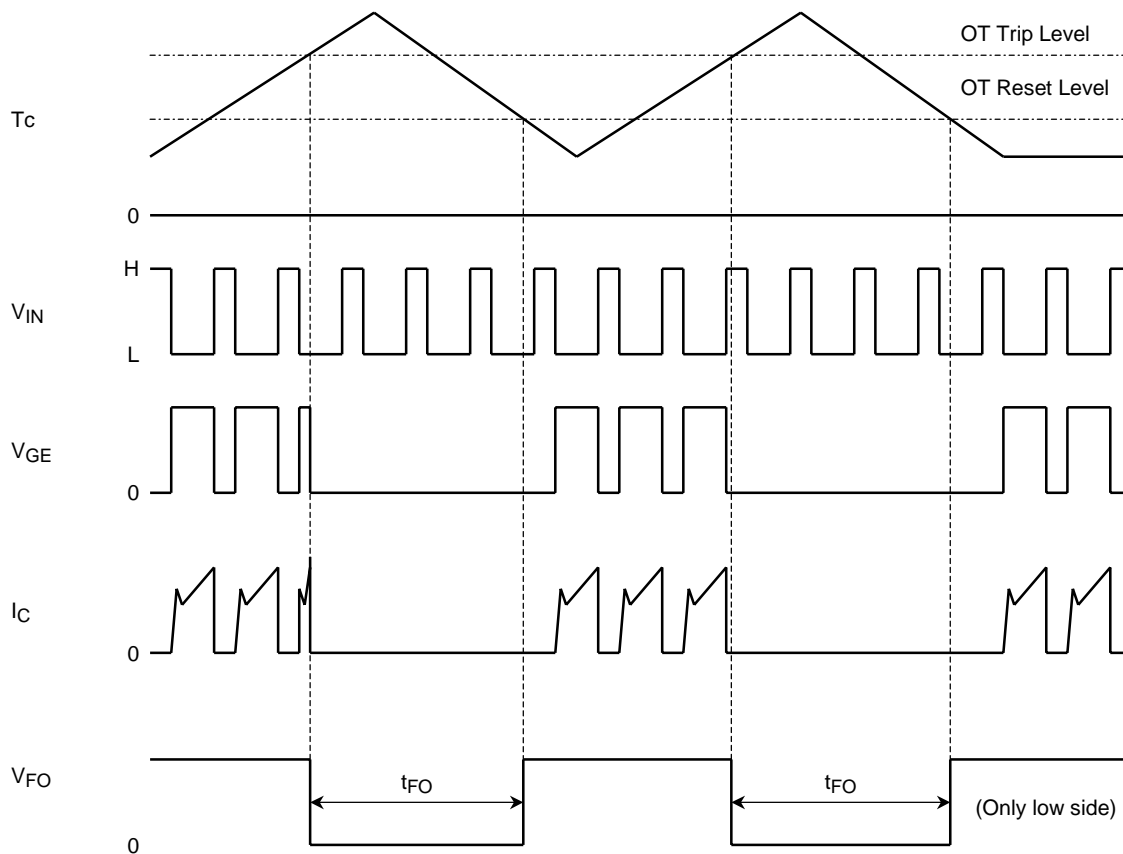 OT Trip Level
OT Reset Level
Tc
0
H
VIN
L
VGE
0
IC
0
VFO
tFO
tFO
(Only low side)
0